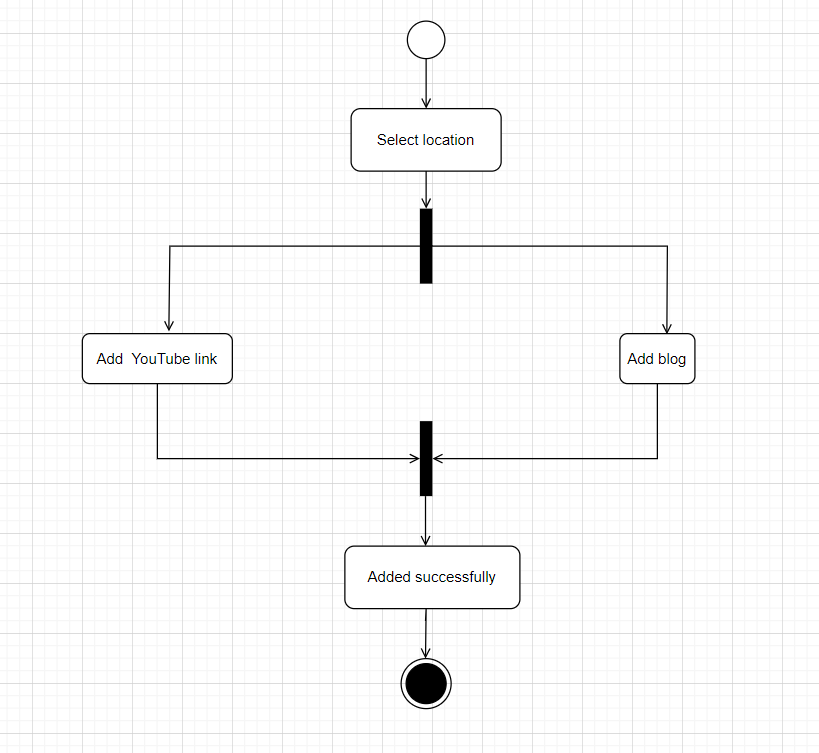 Select location
Add YouTube link
Add blog
Added successfully